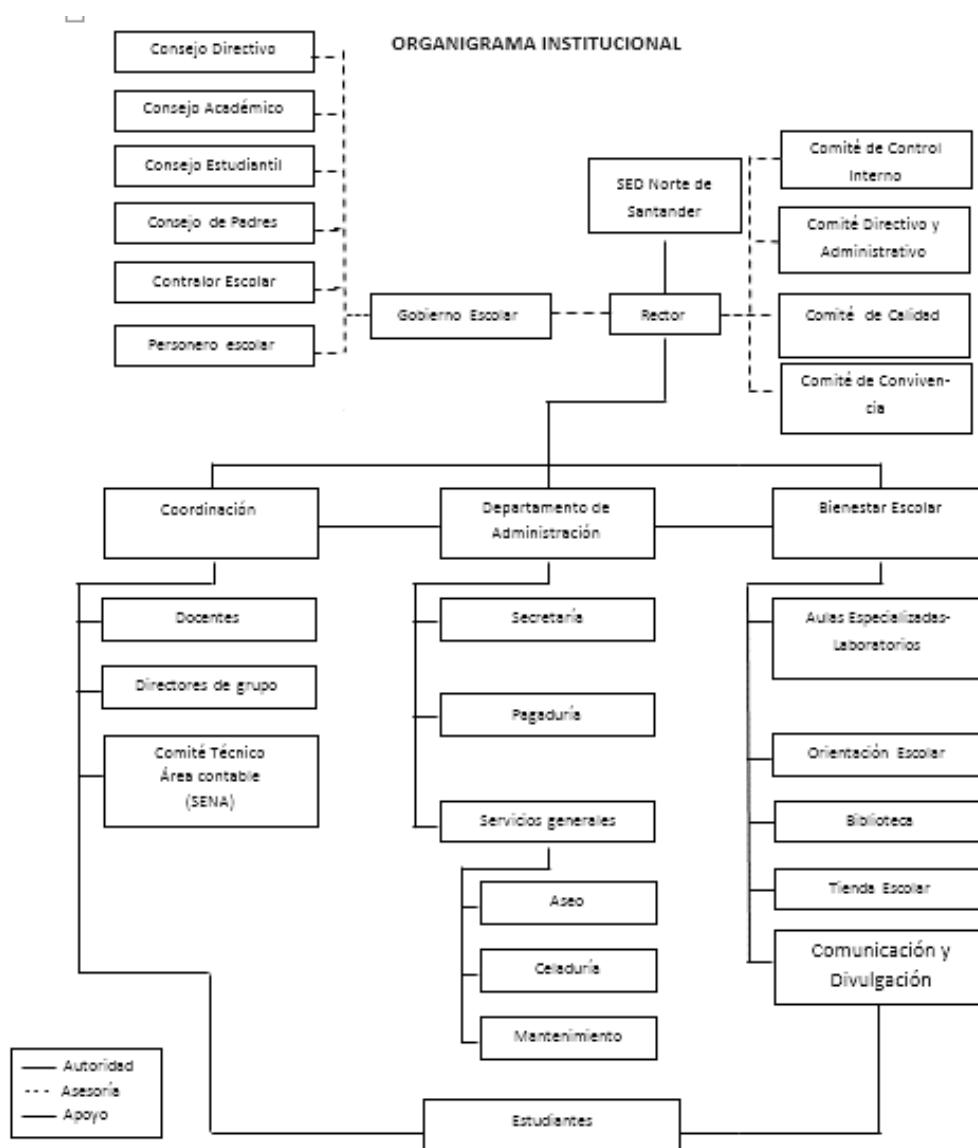 ORGANIGRAMA INSTITUCIONAL
Consejo Directivo
Consejo Académico
Consejo Estudiantil
Consejo de Padres
Contralor Escolar
Personero escolar
Gobierno Escolar
SED Norte de
Santander
Rector
Comité de Control
Interno
Comité Directivo y
Administrativo
Comité de Calidad
Comité de Conviven-
cia
Coordinación
Departamento de
Administración
Bienestar Escolar
Docentes
Directores de grupo
Comité Técnico
Área contable
(SENA)
Secretaría
Pagaduría
Servicios generales
Aseo
Celaduría
Mantenimiento
Aulas Especializadas-
Laboratorios
Orientación Escolar
Biblioteca
Tienda Escolar
Comunicación y
Divulgación
Autoridad
Asesoría
Apoyo
Estudiantes